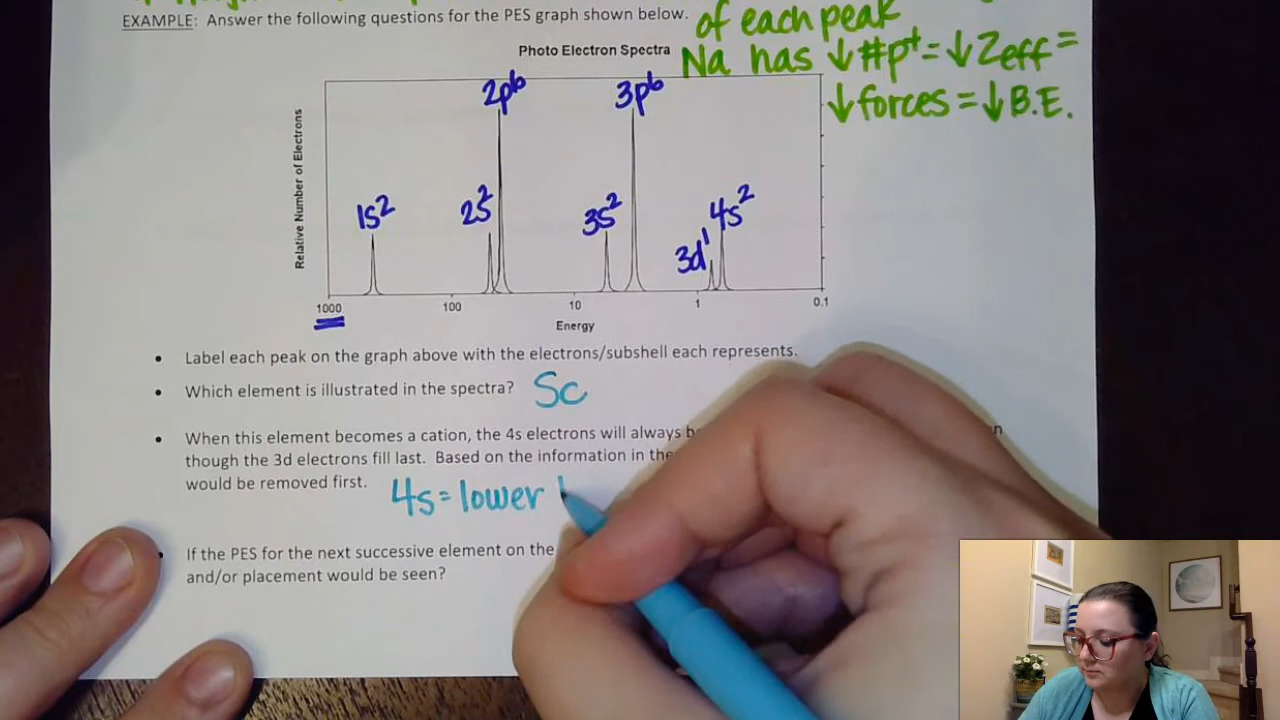 EXAMPLE: Answer the following questions for the PES graph shown below.
of each peak
Na has ↓#p⁺=↓Zeff=
↓forces=↓B.E.
Photo Electron Spectra
Relative Number of Electrons
1s²
2s²
2p⁶
3s²
3p⁶
3d¹
4s²
1000
100
10
1
0.1
Energy
• Label each peak on the graph above with the electrons/subshell each represents.
• Which element is illustrated in the spectra? Sc
• When this element becomes a cation, the 4s electrons will always
though the 3d electrons fill last. Based on the information in the
would be removed first. 4s=lower
• If the PES for the next successive element on the
and/or placement would be seen?